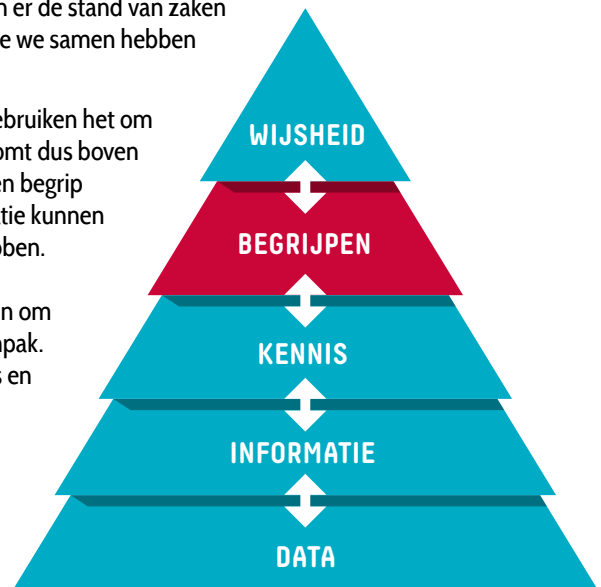 er de stand van zaken
we samen hebben
het om
dus boven
begrip
kunnen
om
en
WIJSHEID
BEGRIJPEN
KENNIS
INFORMATIE
DATA